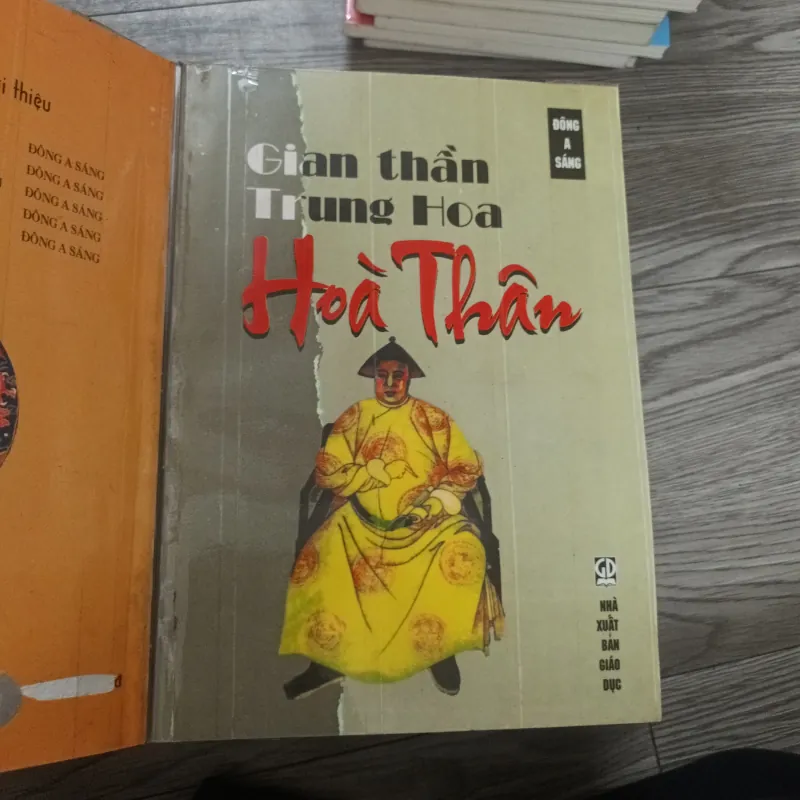 thiệu
ĐÔNG A SÁNG
ĐÔNG A SÁNG
ĐÔNG A SÁNG
ĐÔNG A SÁNG
ĐÔNG A SÁNG
ĐÔNG
A
SÁNG
Gian thần
Trung Hoa
Hoà Thân
GD
NHÀ
XUẤT
BẢN
GIÁO
DỤC